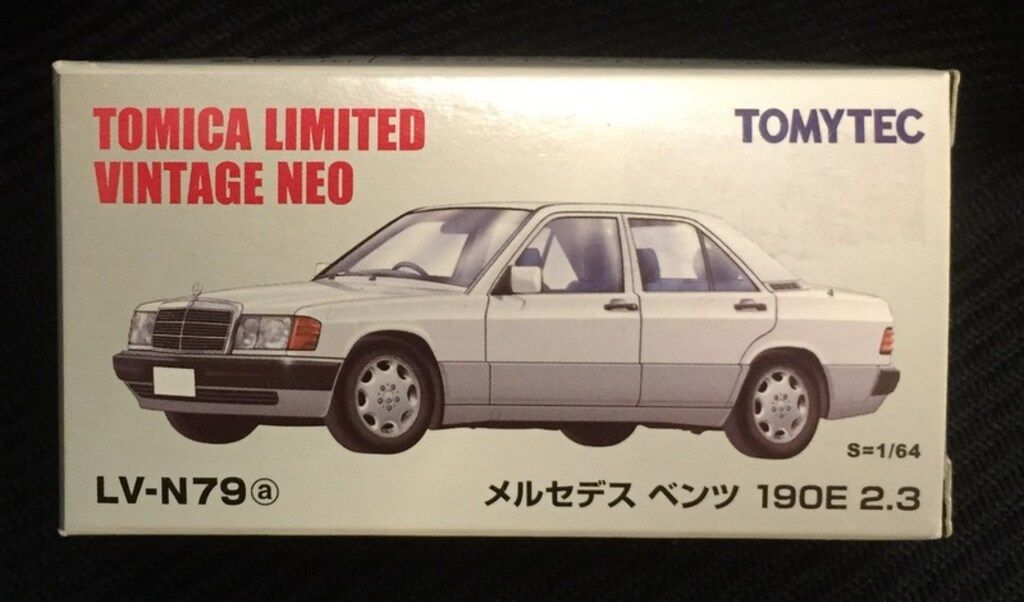 TOMICA LIMITED
VINTAGE NEO
TOMYTEC
S=1/64
LV-N79ⓐ
メルセデス ベンツ 190E 2.3